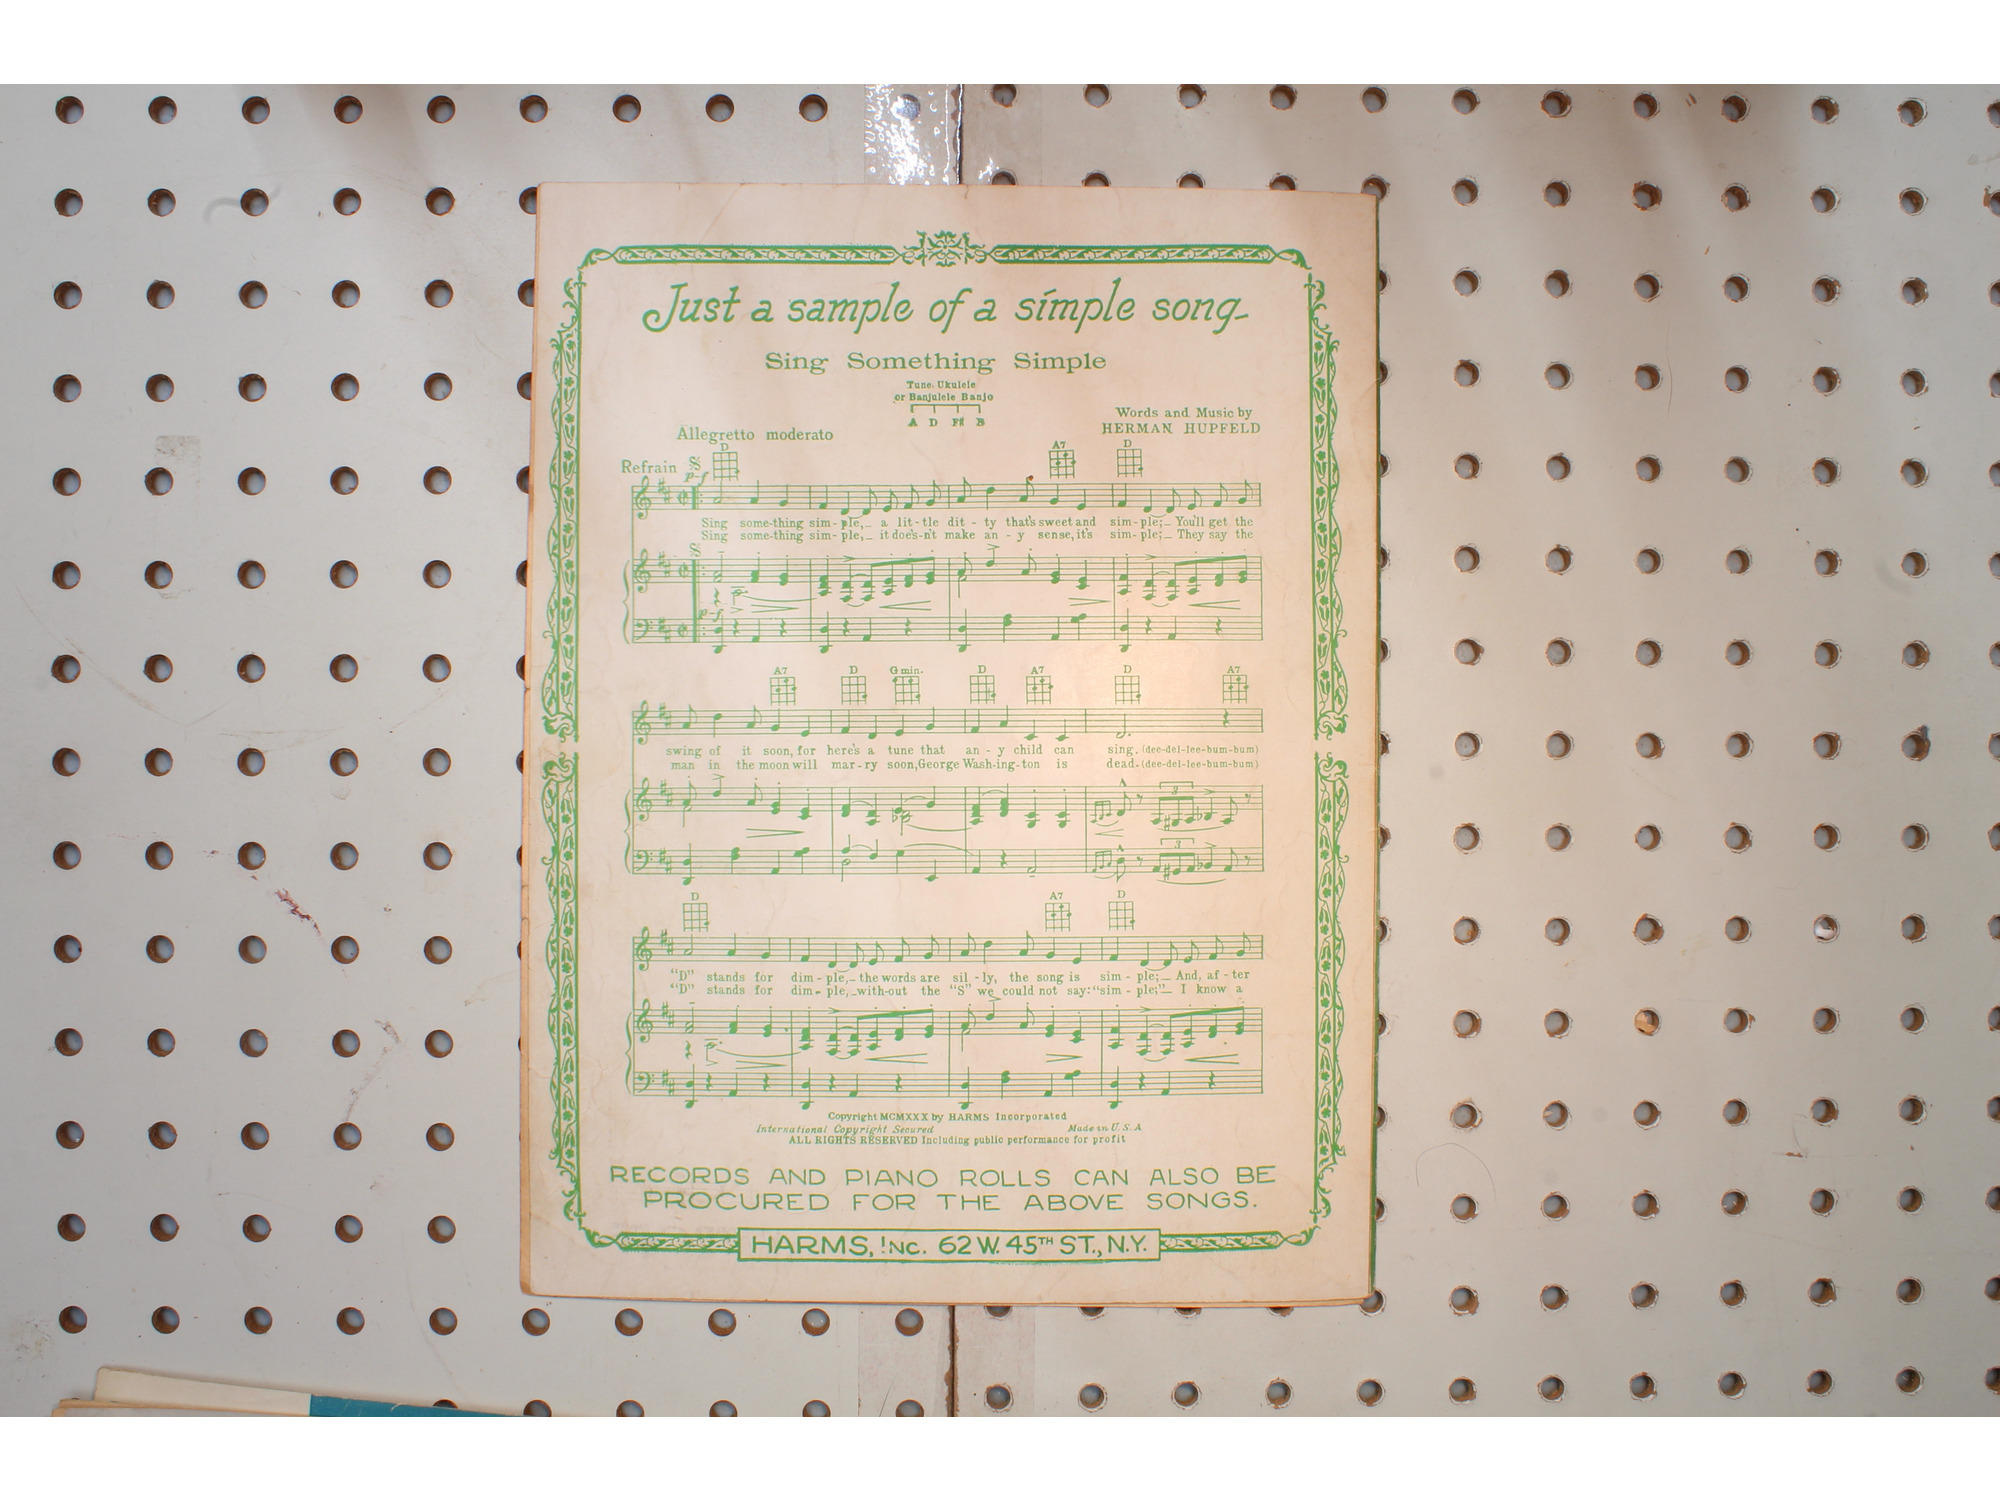 Just a sample of a simple song
Sing Something Simple
Tune Ukulele
or Banjulele Banjo
A D F# B
Words and Music by
HERMAN HUPFELD
Allegretto moderato
D A7 D
Refrain
p-f
Sing some-thing sim-ple,_ a lit-tle dit-ty that's sweet and sim-ple;_ You'll get the
Sing some-thing sim-ple,_ it does-n't make an-y sense, it's sim-ple;_ They say the
p-f
A7 D G min. D A7 D A7
swing of it soon, for here's a tune that an-y child can sing. (dee-del-lee-bum-bum)
man in the moon will mar-ry soon, George Wash-ing-ton is dead. (dee-del-lee-bum-bum)
3
3
D A7 D
"D" stands for dim-ple,_ the words are sil-ly, the song is sim-ple;_ And, af-ter
"D" stands for dim-ple,_ with-out the "S" we could not say: "sim-ple;"_ I know a
Copyright MCMXXX by HARMS Incorporated
International Copyright Secured Made in U.S.A.
ALL RIGHTS RESERVED Including public performance for profit
RECORDS AND PIANO ROLLS CAN ALSO BE
PROCURED FOR THE ABOVE SONGS.
HARMS, INC. 62 W. 45TH ST., N.Y.